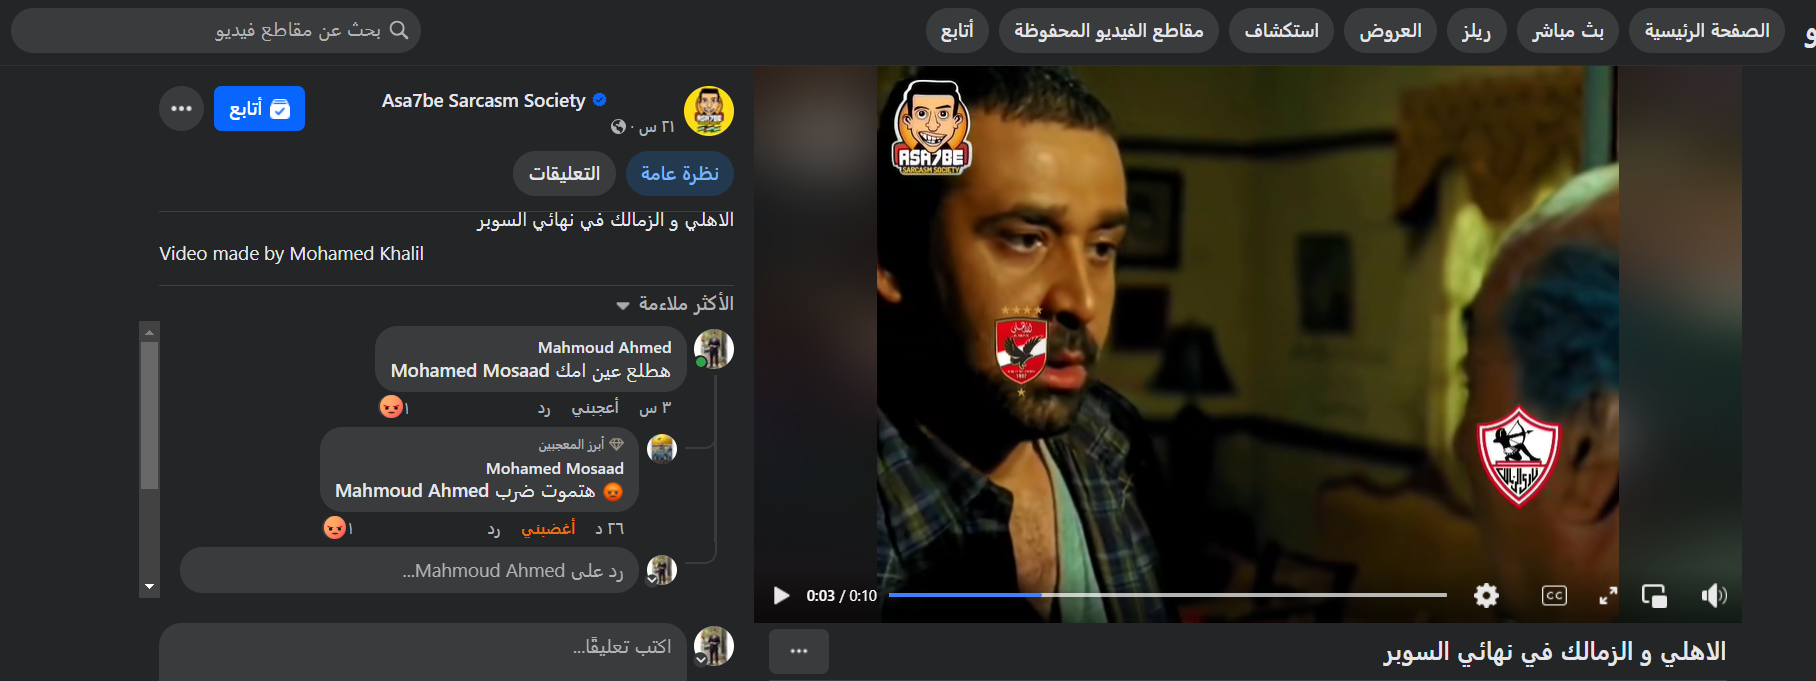 و
الصفحة الرئيسية
بث مباشر
ريلز
العروض
استكشاف
مقاطع الفيديو المحفوظة
أتابع
بحث عن مقاطع فيديو
ASA7BE
SARCASM SOCIETY
0:03 / 0:10
CC
الاهلي و الزمالك في نهائي السوبر
Asa7be Sarcasm Society
٢١ س ·
أتابع
نظرة عامة
التعليقات
الاهلي و الزمالك في نهائي السوبر
Video made by Mohamed Khalil
الأكثر ملاءمة
Mahmoud Ahmed
Mohamed Mosaad هطلع عين امك
٣ س أعجبني رد ١
أبرز المعجبين
Mohamed Mosaad
Mahmoud Ahmed هتموت ضرب 😡
٢٦ د أغضبني رد ١
رد على Mahmoud Ahmed...
اكتب تعليقًا...